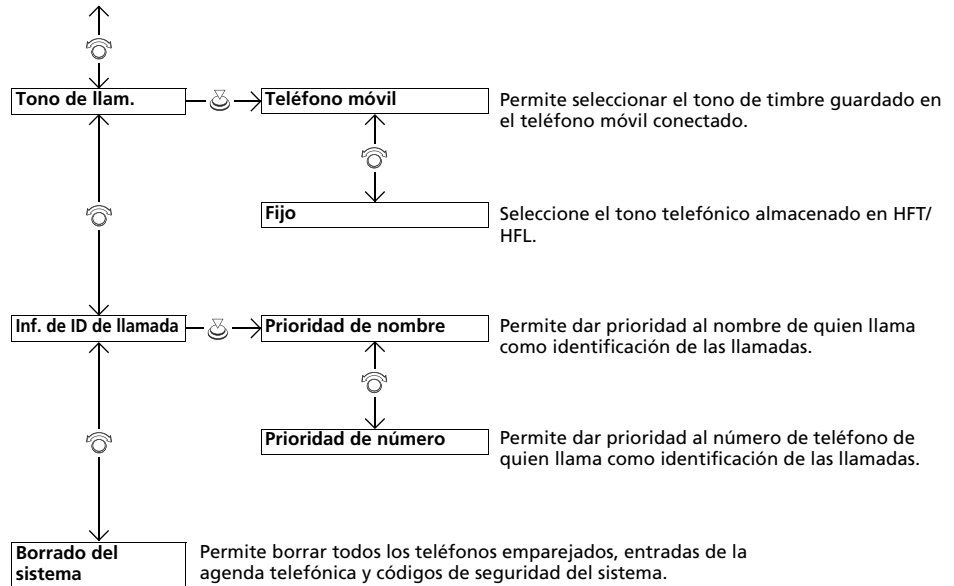 Tono de llam.
Teléfono móvil
Permite seleccionar el tono de timbre guardado en
el teléfono móvil conectado.
Fijo
Seleccione el tono telefónico almacenado en HFT/
HFL.
Inf. de ID de llamada
Prioridad de nombre
Permite dar prioridad al nombre de quien llama
como identificación de las llamadas.
Prioridad de número
Permite dar prioridad al número de teléfono de
quien llama como identificación de las llamadas.
Borrado del
sistema
Permite borrar todos los teléfonos emparejados, entradas de la
agenda telefónica y códigos de seguridad del sistema.